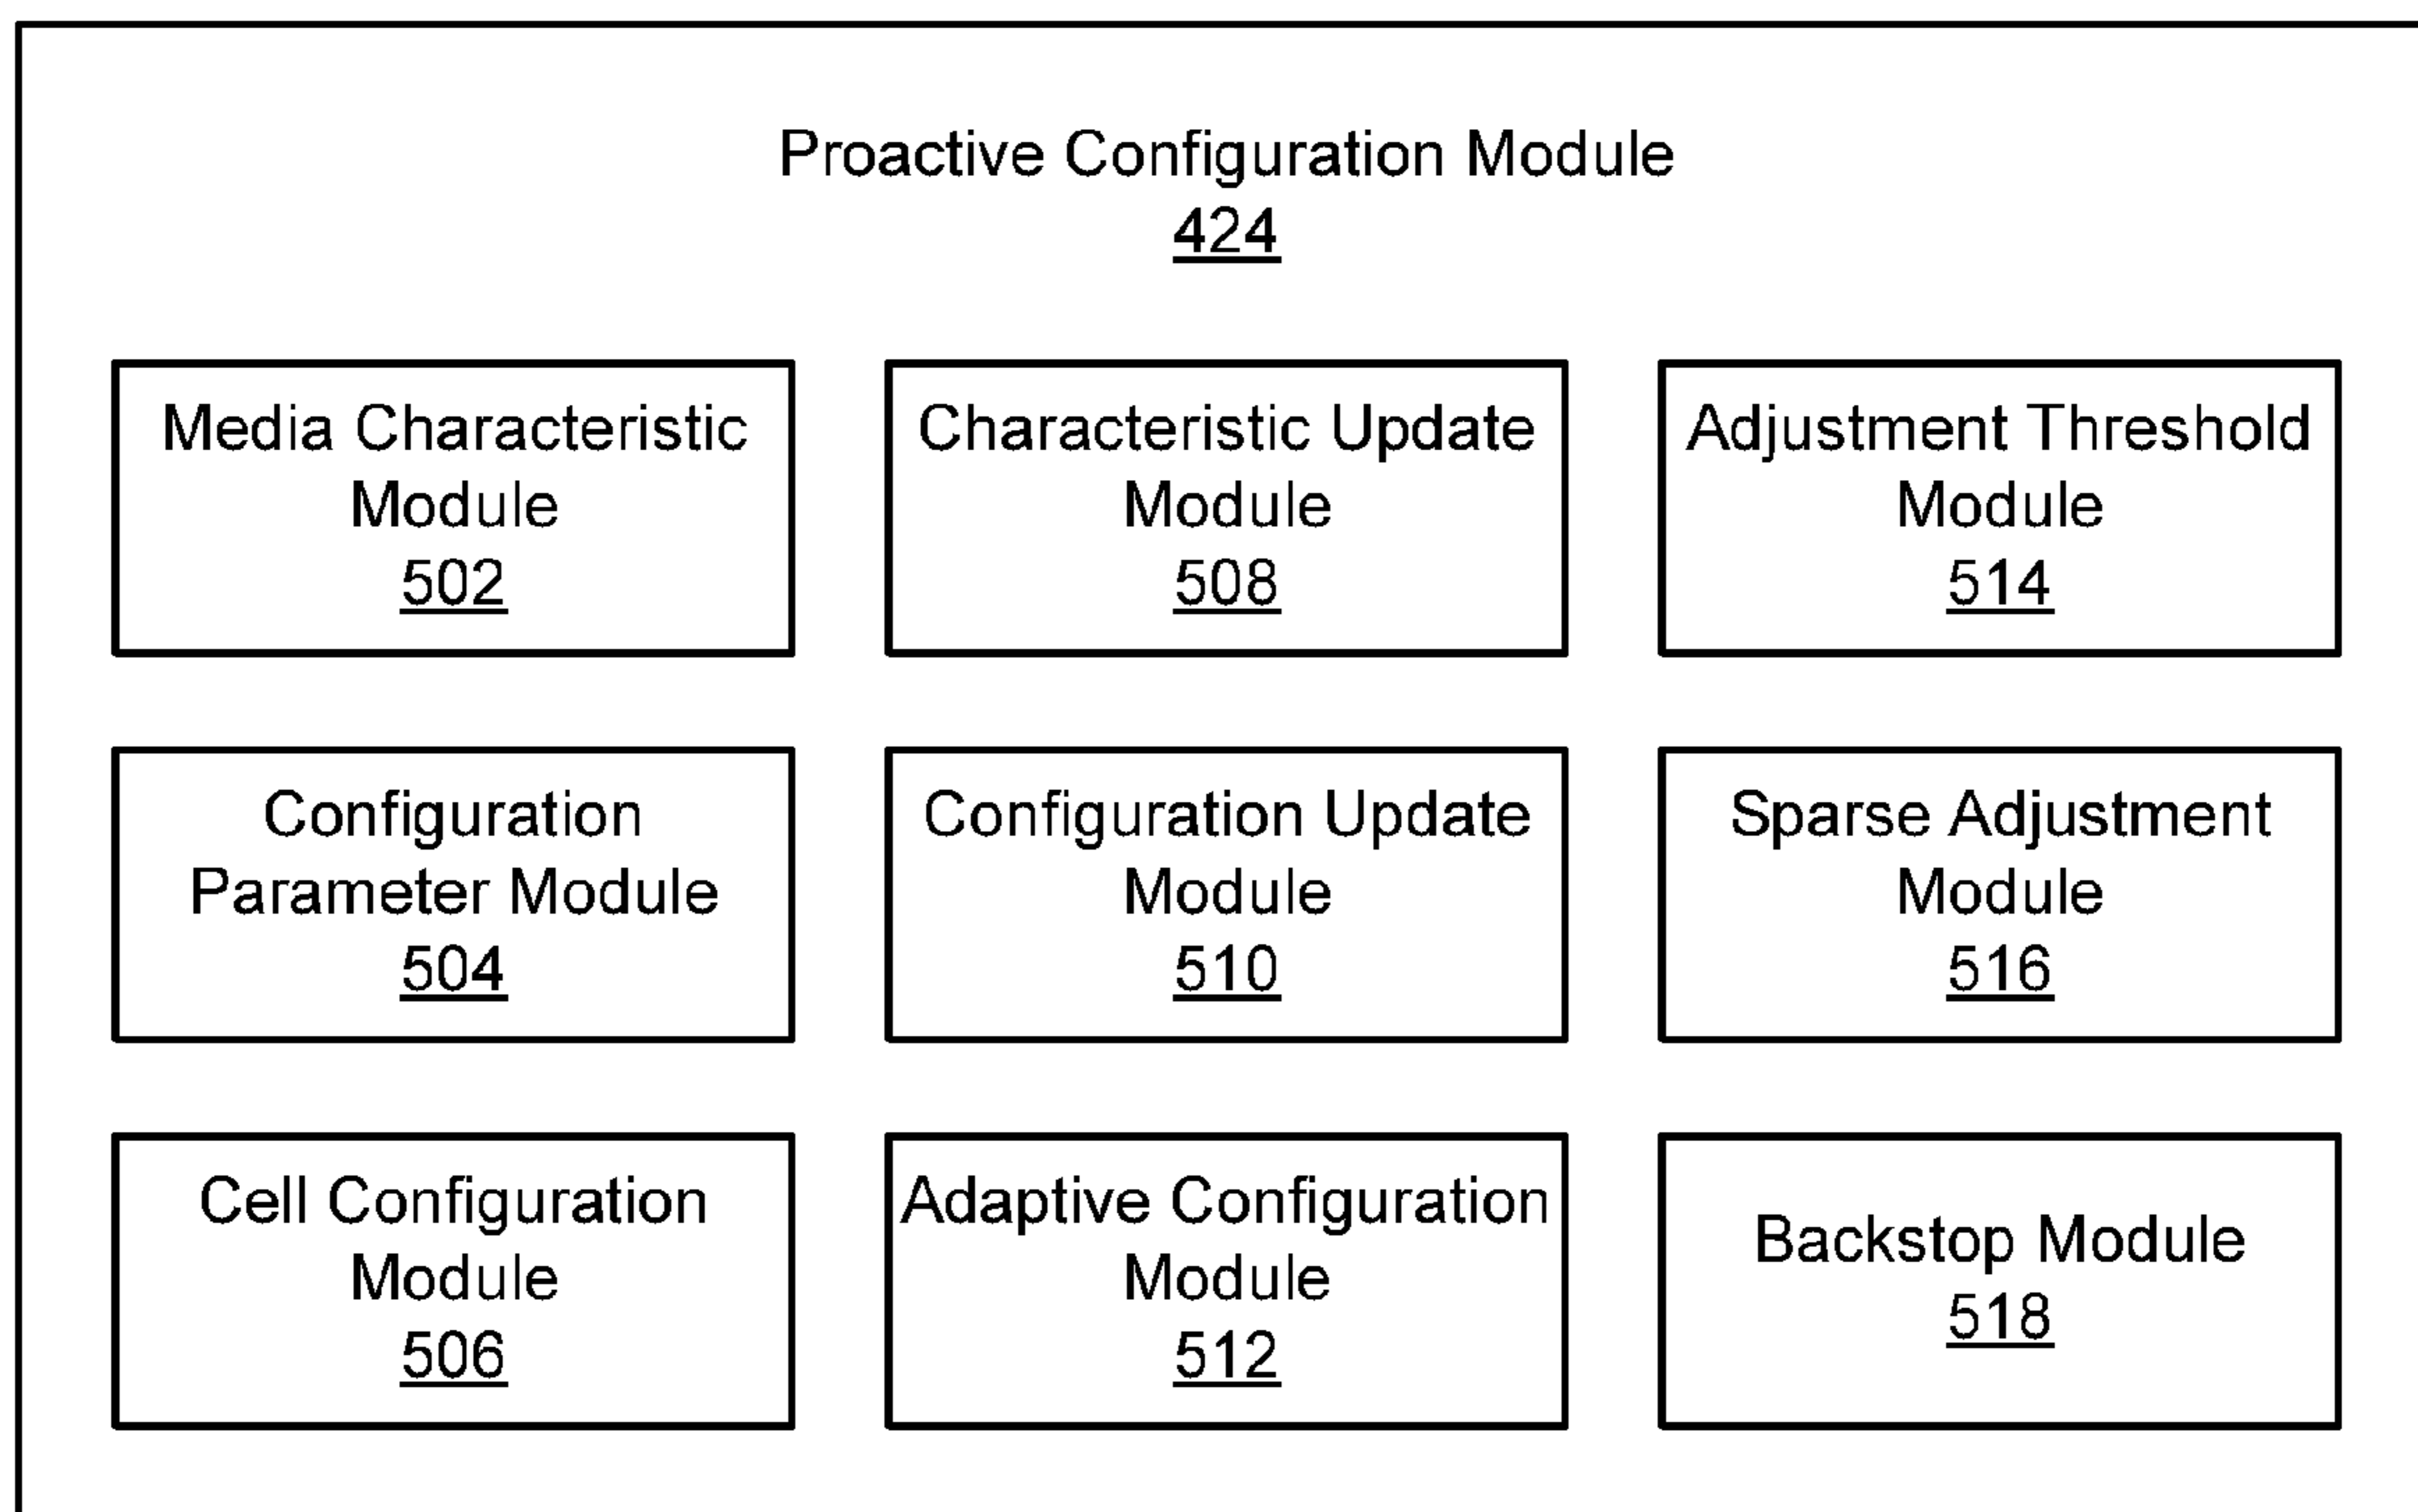 Proactive Configuration Module
424
Media Characteristic
Module
502
Characteristic Update
Module
508
Adjustment Threshold
Module
514
Configuration
Parameter Module
504
Configuration Update
Module
510
Sparse Adjustment
Module
516
Cell Configuration
Module
506
Adaptive Configuration
Module
512
Backstop Module
518